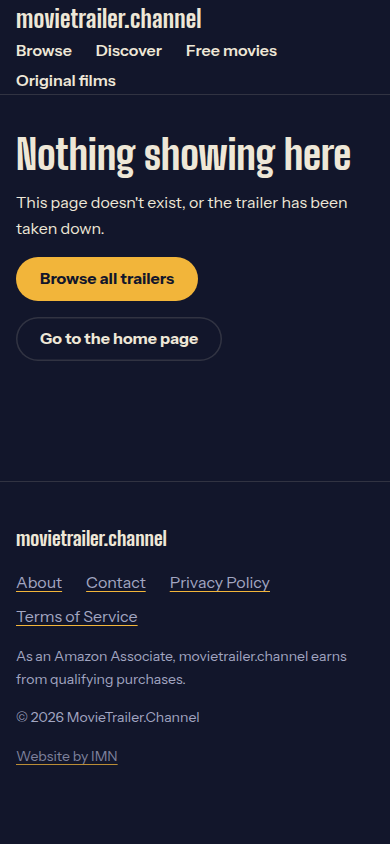 movietrailer.channel
Browse Discover Free movies
Original films
Nothing showing here
This page doesn't exist, or the trailer has been
taken down.
Browse all trailers
Go to the home page
movietrailer.channel
About Contact Privacy Policy
Terms of Service
As an Amazon Associate, movietrailer.channel earns
from qualifying purchases.
© 2026 MovieTrailer.Channel
Website by IMN